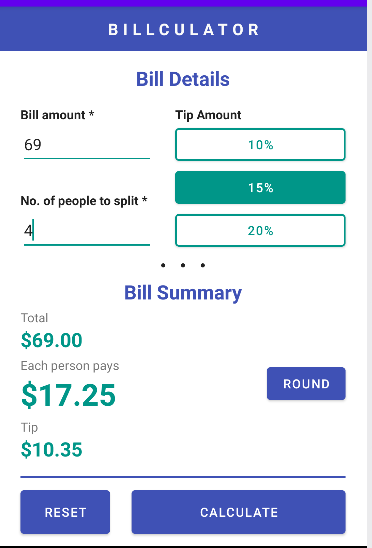 BILLCULATOR
Bill Details
Bill amount *
69
Tip Amount
10%
15%
20%
No. of people to split *
4
Bill Summary
Total
$69.00
Each person pays
$17.25
ROUND
Tip
$10.35
RESET
CALCULATE